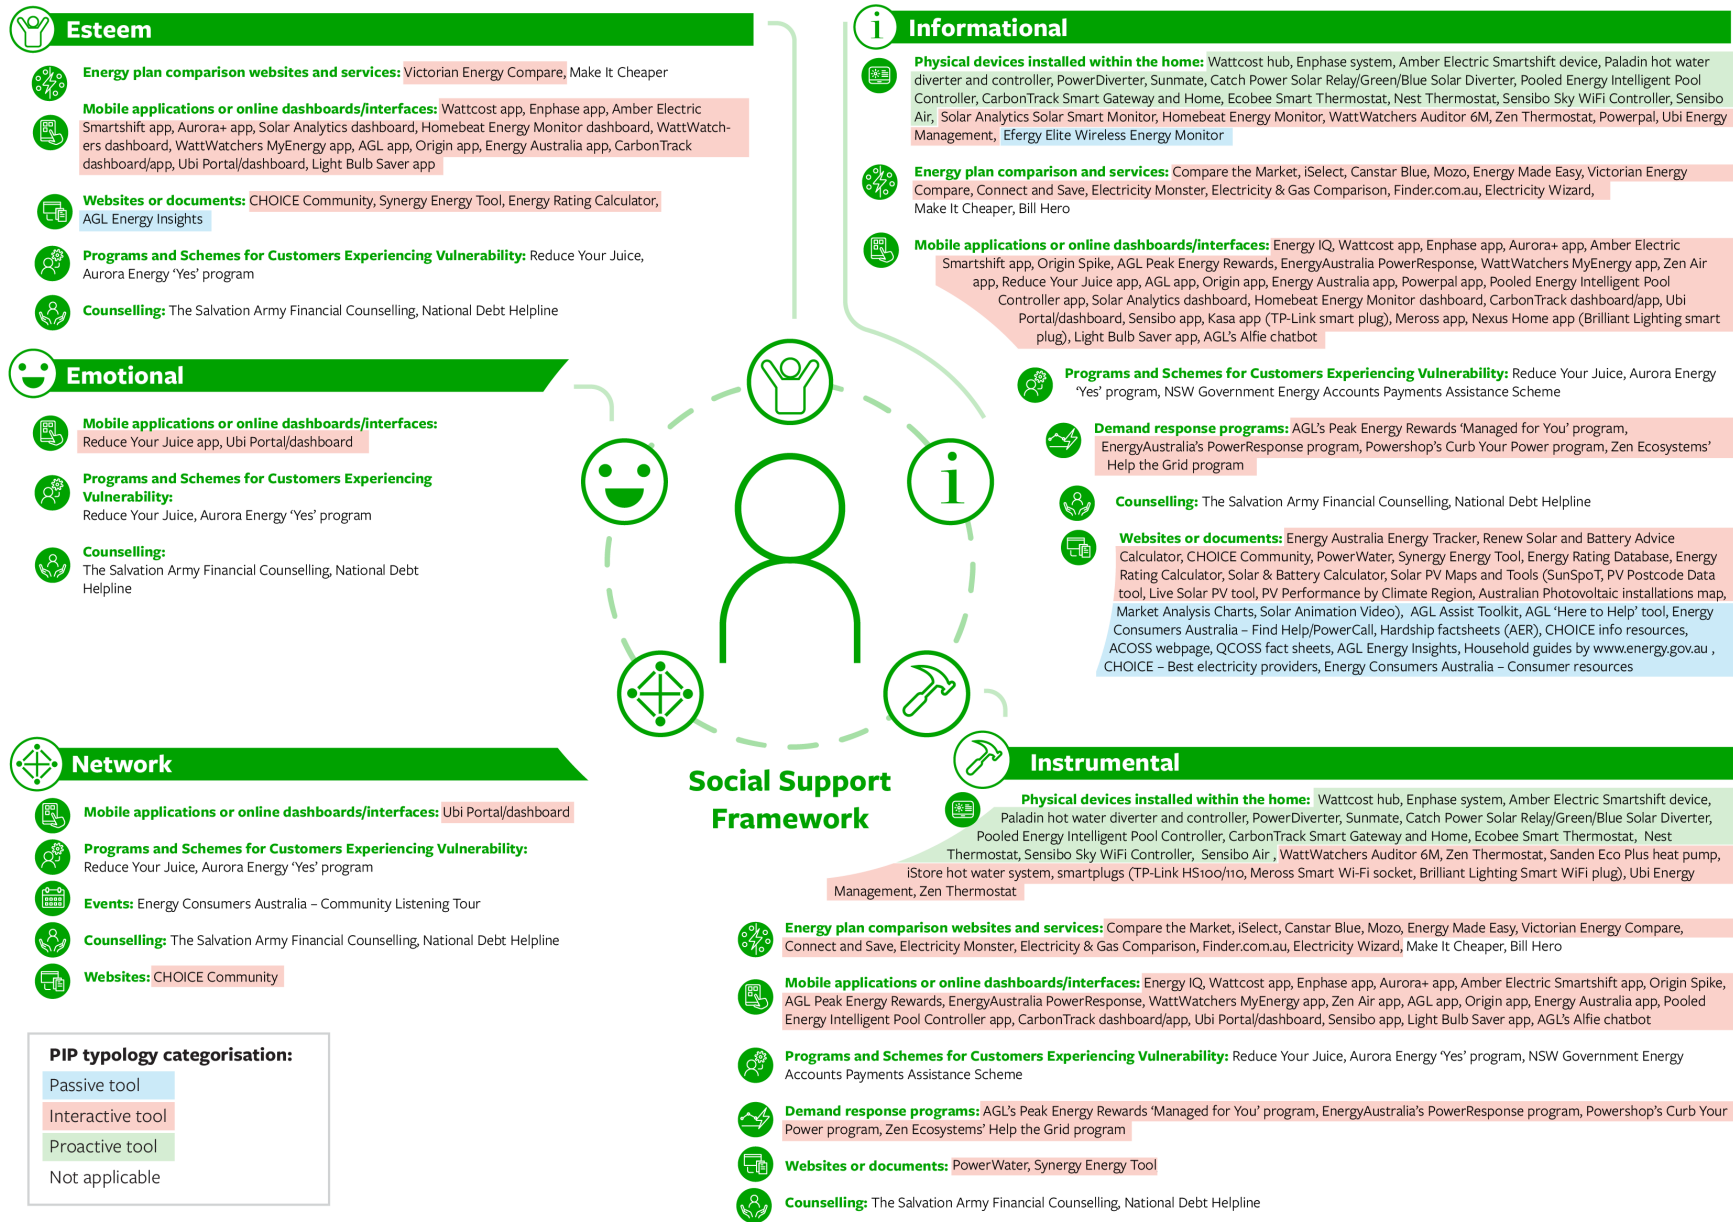 Esteem
Energy plan comparison websites and services: Victorian Energy Compare, Make It Cheaper
Mobile applications or online dashboards/interfaces: Wattcost app, Enphase app, Amber Electric
Smartshift app, Aurora+ app, Solar Analytics dashboard, Homebeat Energy Monitor dashboard, WattWatch-
ers dashboard, WattWatchers MyEnergy app, AGL app, Origin app, Energy Australia app, CarbonTrack
dashboard/app, Ubi Portal/dashboard, Light Bulb Saver app
Websites or documents: CHOICE Community, Synergy Energy Tool, Energy Rating Calculator,
AGL Energy Insights
Programs and Schemes for Customers Experiencing Vulnerability: Reduce Your Juice,
Aurora Energy ‘Yes’ program
Counselling: The Salvation Army Financial Counselling, National Debt Helpline
Emotional
Mobile applications or online dashboards/interfaces:
Reduce Your Juice app, Ubi Portal/dashboard
Programs and Schemes for Customers Experiencing
Vulnerability:
Reduce Your Juice, Aurora Energy ‘Yes’ program
Counselling:
The Salvation Army Financial Counselling, National Debt
Helpline
Network
Mobile applications or online dashboards/interfaces: Ubi Portal/dashboard
Programs and Schemes for Customers Experiencing Vulnerability:
Reduce Your Juice, Aurora Energy ‘Yes’ program
Events: Energy Consumers Australia – Community Listening Tour
Counselling: The Salvation Army Financial Counselling, National Debt Helpline
Websites: CHOICE Community
PIP typology categorisation:
Passive tool
Interactive tool
Proactive tool
Not applicable
Social Support
Framework
i
i
Informational
Physical devices installed within the home: Wattcost hub, Enphase system, Amber Electric Smartshift device, Paladin hot water
diverter and controller, PowerDiverter, Sunmate, Catch Power Solar Relay/Green/Blue Solar Diverter, Pooled Energy Intelligent Pool
Controller, CarbonTrack Smart Gateway and Home, Ecobee Smart Thermostat, Nest Thermostat, Sensibo Sky WiFi Controller, Sensibo
Air, Solar Analytics Solar Smart Monitor, Homebeat Energy Monitor, WattWatchers Auditor 6M, Zen Thermostat, Powerpal, Ubi Energy
Management, Efergy Elite Wireless Energy Monitor
Energy plan comparison and services: Compare the Market, iSelect, Canstar Blue, Mozo, Energy Made Easy, Victorian Energy
Compare, Connect and Save, Electricity Monster, Electricity & Gas Comparison, Finder.com.au, Electricity Wizard,
Make It Cheaper, Bill Hero
Mobile applications or online dashboards/interfaces: Energy IQ, Wattcost app, Enphase app, Aurora+ app, Amber Electric
Smartshift app, Origin Spike, AGL Peak Energy Rewards, EnergyAustralia PowerResponse, WattWatchers MyEnergy app, Zen Air
app, Reduce Your Juice app, AGL app, Origin app, Energy Australia app, Powerpal app, Pooled Energy Intelligent Pool
Controller app, Solar Analytics dashboard, Homebeat Energy Monitor dashboard, CarbonTrack dashboard/app, Ubi
Portal/dashboard, Sensibo app, Kasa app (TP-Link smart plug), Meross app, Nexus Home app (Brilliant Lighting smart
plug), Light Bulb Saver app, AGL’s Alfie chatbot
Programs and Schemes for Customers Experiencing Vulnerability: Reduce Your Juice, Aurora Energy
‘Yes’ program, NSW Government Energy Accounts Payments Assistance Scheme
Demand response programs: AGL’s Peak Energy Rewards ‘Managed for You’ program,
EnergyAustralia’s PowerResponse program, Powershop’s Curb Your Power program, Zen Ecosystems’
Help the Grid program
Counselling: The Salvation Army Financial Counselling, National Debt Helpline
Websites or documents: Energy Australia Energy Tracker, Renew Solar and Battery Advice
Calculator, CHOICE Community, PowerWater, Synergy Energy Tool, Energy Rating Database, Energy
Rating Calculator, Solar & Battery Calculator, Solar PV Maps and Tools (SunSpoT, PV Postcode Data
tool, Live Solar PV tool, PV Performance by Climate Region, Australian Photovoltaic installations map,
Market Analysis Charts, Solar Animation Video), AGL Assist Toolkit, AGL ‘Here to Help’ tool, Energy
Consumers Australia – Find Help/PowerCall, Hardship factsheets (AER), CHOICE info resources,
ACOSS webpage, QCOSS fact sheets, AGL Energy Insights, Household guides by www.energy.gov.au ,
CHOICE – Best electricity providers, Energy Consumers Australia – Consumer resources
Instrumental
Physical devices installed within the home: Wattcost hub, Enphase system, Amber Electric Smartshift device,
Paladin hot water diverter and controller, PowerDiverter, Sunmate, Catch Power Solar Relay/Green/Blue Solar Diverter,
Pooled Energy Intelligent Pool Controller, CarbonTrack Smart Gateway and Home, Ecobee Smart Thermostat, Nest
Thermostat, Sensibo Sky WiFi Controller, Sensibo Air , WattWatchers Auditor 6M, Zen Thermostat, Sanden Eco Plus heat pump,
iStore hot water system, smartplugs (TP-Link HS100/110, Meross Smart Wi-Fi socket, Brilliant Lighting Smart WiFi plug), Ubi Energy
Management, Zen Thermostat
Energy plan comparison websites and services: Compare the Market, iSelect, Canstar Blue, Mozo, Energy Made Easy, Victorian Energy Compare,
Connect and Save, Electricity Monster, Electricity & Gas Comparison, Finder.com.au, Electricity Wizard, Make It Cheaper, Bill Hero
Mobile applications or online dashboards/interfaces: Energy IQ, Wattcost app, Enphase app, Aurora+ app, Amber Electric Smartshift app, Origin Spike,
AGL Peak Energy Rewards, EnergyAustralia PowerResponse, WattWatchers MyEnergy app, Zen Air app, AGL app, Origin app, Energy Australia app, Pooled
Energy Intelligent Pool Controller app, CarbonTrack dashboard/app, Ubi Portal/dashboard, Sensibo app, Light Bulb Saver app, AGL’s Alfie chatbot
Programs and Schemes for Customers Experiencing Vulnerability: Reduce Your Juice, Aurora Energy ‘Yes’ program, NSW Government Energy
Accounts Payments Assistance Scheme
Demand response programs: AGL’s Peak Energy Rewards ‘Managed for You’ program, EnergyAustralia’s PowerResponse program, Powershop’s Curb Your
Power program, Zen Ecosystems’ Help the Grid program
Websites or documents: PowerWater, Synergy Energy Tool
Counselling: The Salvation Army Financial Counselling, National Debt Helpline